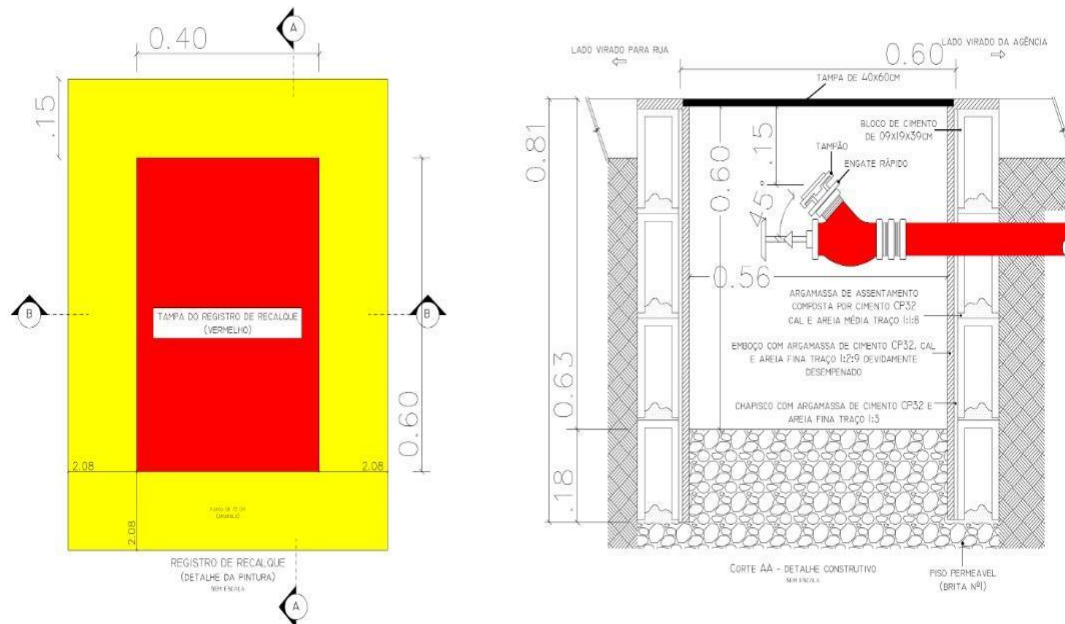 A
0.40
.15
B
B
TAMPA DO REGISTRO DE RECALQUE
(VERMELHO)
0.60
2.08
2.08
2.08
REGISTRO DE RECALQUE
(DETALHE DA PINTURA)
SEM ESCALA
A
LADO VIRADO PARA RUA
LADO VIRADO DA AGÊNCIA
0.60
TAMPA DE 40X60CM
BLOCO DE CIMENTO
DE 09X19X39CM
0.81
0.60
.15
TAMPÃO
ENGATE RÁPIDO
45°
0.56
ARGAMASSA DE ASSENTAMENTO
COMPOSTA POR CIMENTO CP32
CAL E AREIA MÉDIA TRAÇO 1:1:8
EMBOÇO COM ARGAMASSA DE CIMENTO CP32, CAL
E AREIA FINA TRAÇO 1:2:9 DEVIDAMENTE
DESEMPENADO
0.63
CHAPISCO COM ARGAMASSA DE CIMENTO CP32 E
AREIA FINA TRAÇO 1:3
.18
CORTE AA - DETALHE CONSTRUTIVO
SEM ESCALA
PISO PERMEAVEL
(BRITA Nº1)